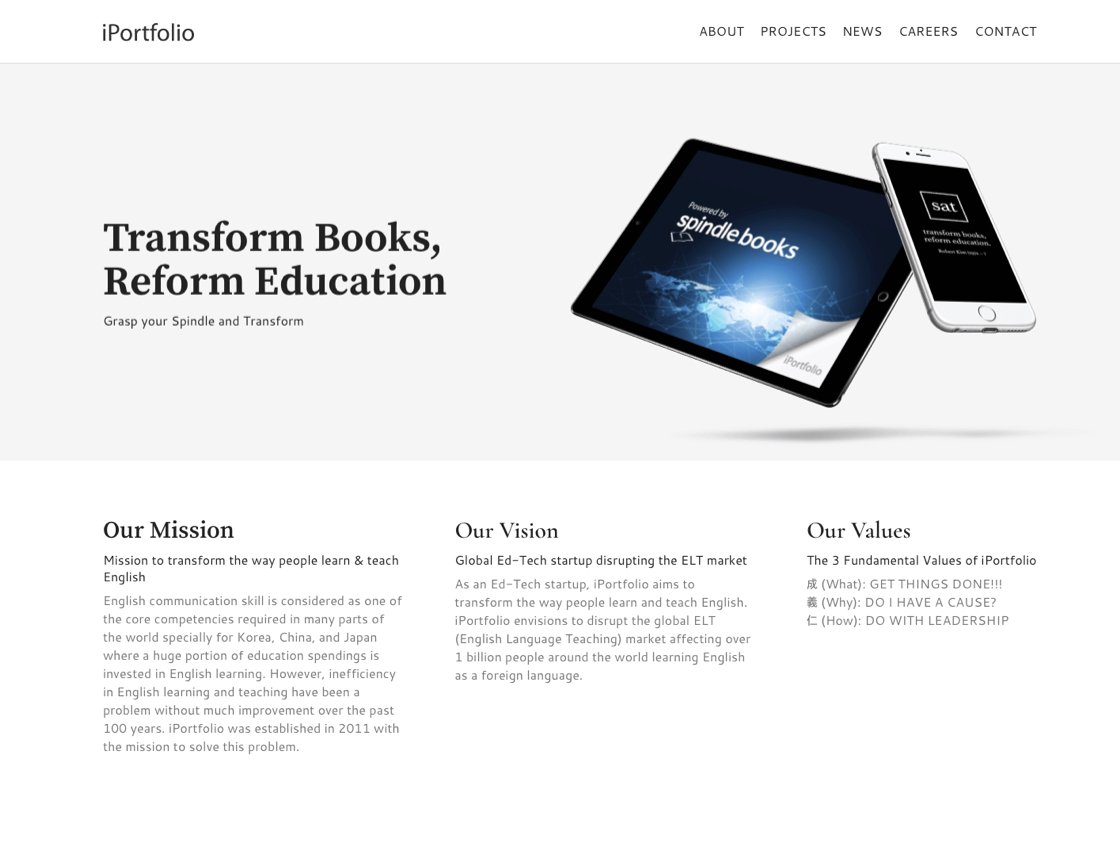 iPortfolio
ABOUT PROJECTS NEWS CAREERS CONTACT
Transform Books,
Reform Education
Grasp your Spindle and Transform
Powered by
spindlebooks
iPortfolio
sat
transform books,
reform education.
Our Mission
Mission to transform the way people learn & teach
English
English communication skill is considered as one of
the core competencies required in many parts of
the world specially for Korea, China, and Japan
where a huge portion of education spendings is
invested in English learning. However, inefficiency
in English learning and teaching have been a
problem without much improvement over the past
100 years. iPortfolio was established in 2011 with
the mission to solve this problem.
Our Vision
Global Ed-Tech startup disrupting the ELT market
As an Ed-Tech startup, iPortfolio aims to
transform the way people learn and teach English.
iPortfolio envisions to disrupt the global ELT
(English Language Teaching) market affecting over
1 billion people around the world learning English
as a foreign language.
Our Values
The 3 Fundamental Values of iPortfolio
成 (What): GET THINGS DONE!!!
義 (Why): DO I HAVE A CAUSE?
仁 (How): DO WITH LEADERSHIP